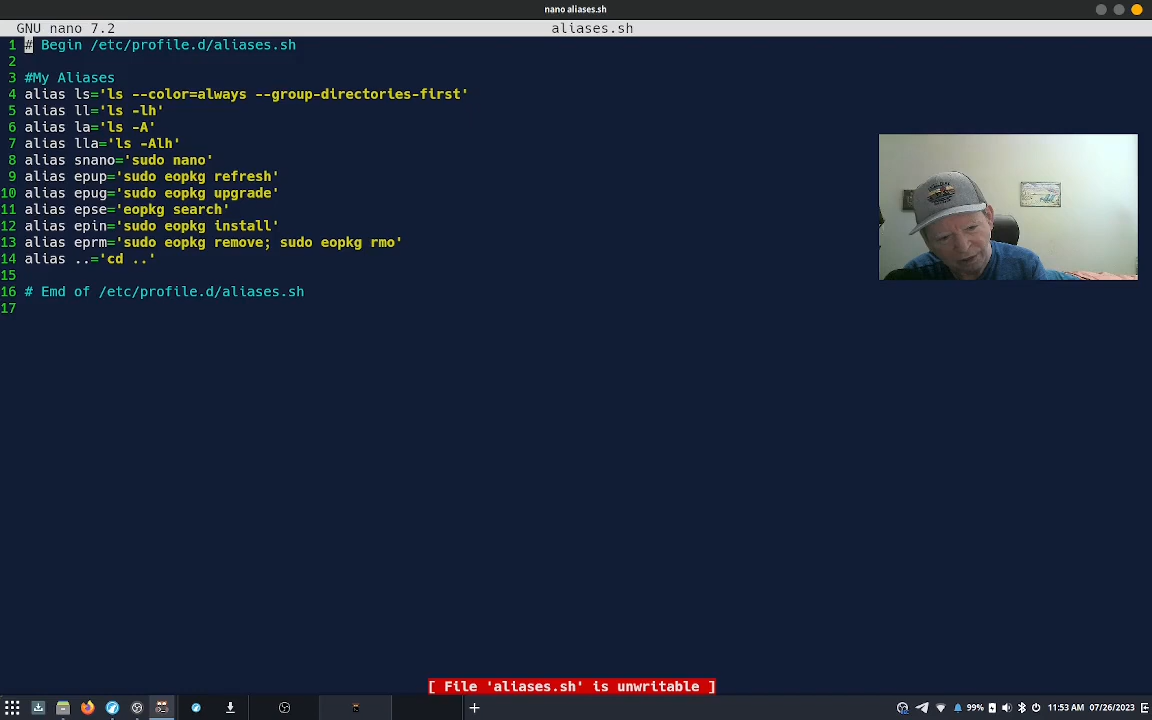 nano aliases.sh
GNU nano 7.2 aliases.sh
1 # Begin /etc/profile.d/aliases.sh
2
3 #My Aliases
4 alias ls='ls --color=always --group-directories-first'
5 alias ll='ls -lh'
6 alias la='ls -A'
7 alias lla='ls -Alh'
8 alias snano='sudo nano'
9 alias epup='sudo eopkg refresh'
10 alias epug='sudo eopkg upgrade'
11 alias epse='eopkg search'
12 alias epin='sudo eopkg install'
13 alias eprm='sudo eopkg remove; sudo eopkg rmo'
14 alias ..='cd ..'
15
16 # Emd of /etc/profile.d/aliases.sh
17
[ File 'aliases.sh' is unwritable ]
99% 11:53 AM 07/26/2023